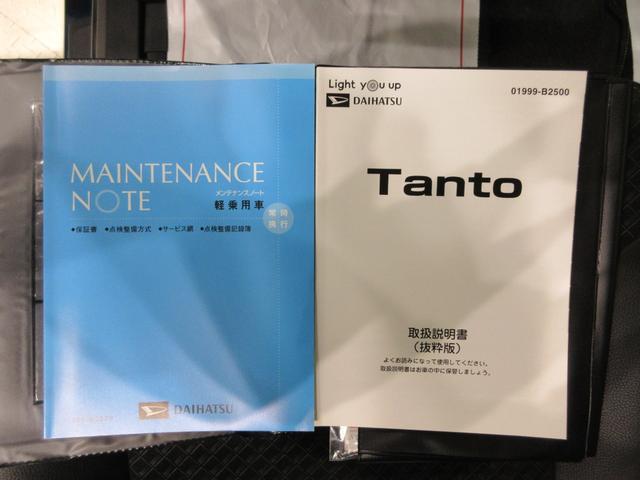 MAINTENANCE
NOTE
メンテナンスノート
軽乗用車
常時
携行
●保証書 ●点検整備方式 ●サービス網 ●点検整備記録簿
DAIHATSU
Light you up
DAIHATSU
01999-B2500
Tanto
取扱説明書
(抜粋版)
よくお読みになって使用してください。
取扱説明書はお車の中に保管しましょう。